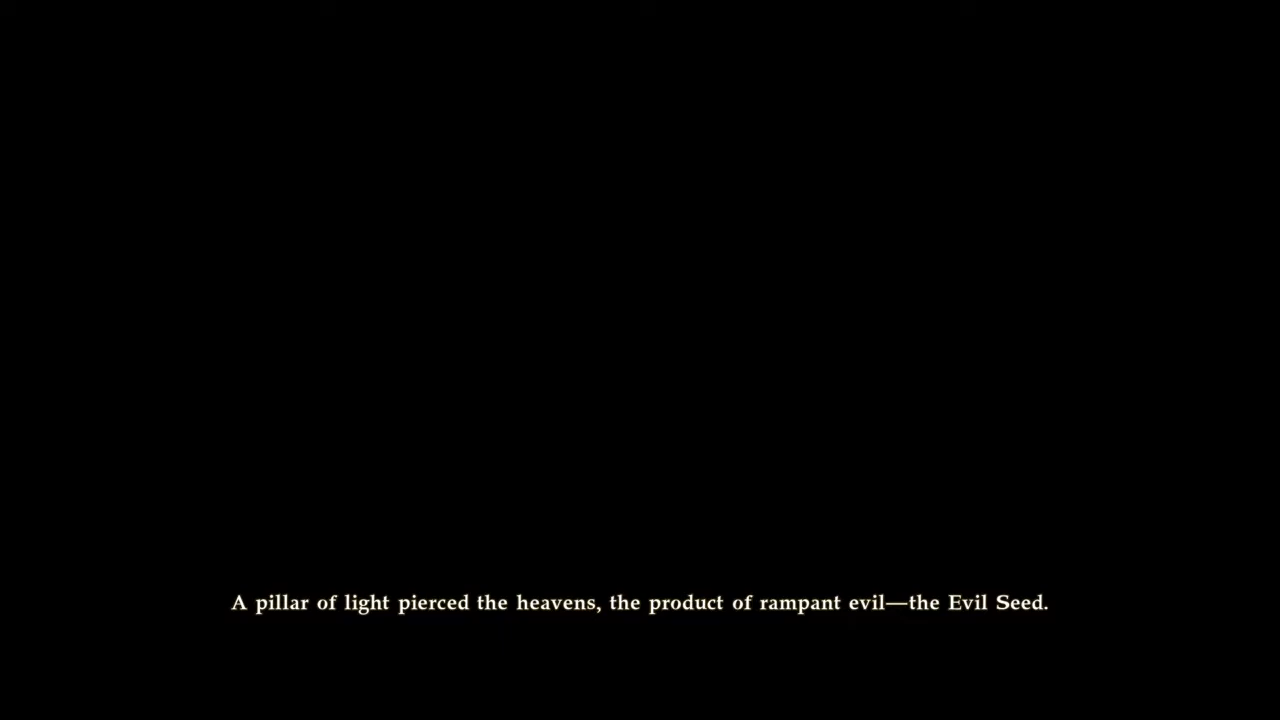 A pillar of light pierced the heavens, the product of rampant evil—the Evil Seed.